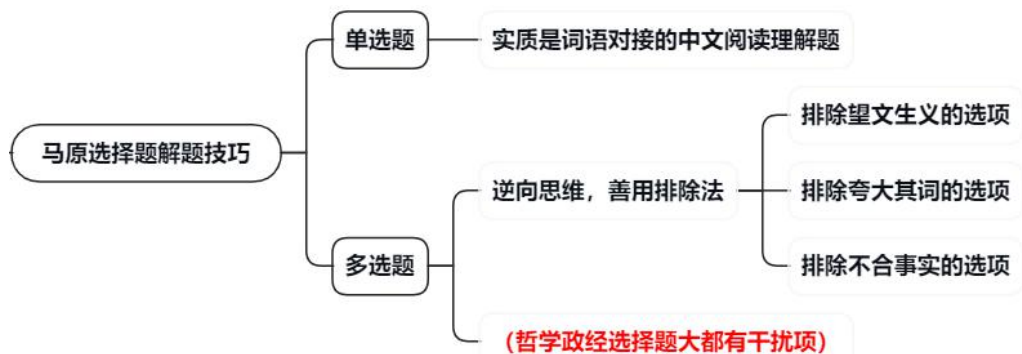 马原选择题解题技巧
单选题
实质是词语对接的中文阅读理解题
多选题
逆向思维，善用排除法
排除望文生义的选项
排除夸大其词的选项
排除不合事实的选项
（哲学政经选择题大都有干扰项）